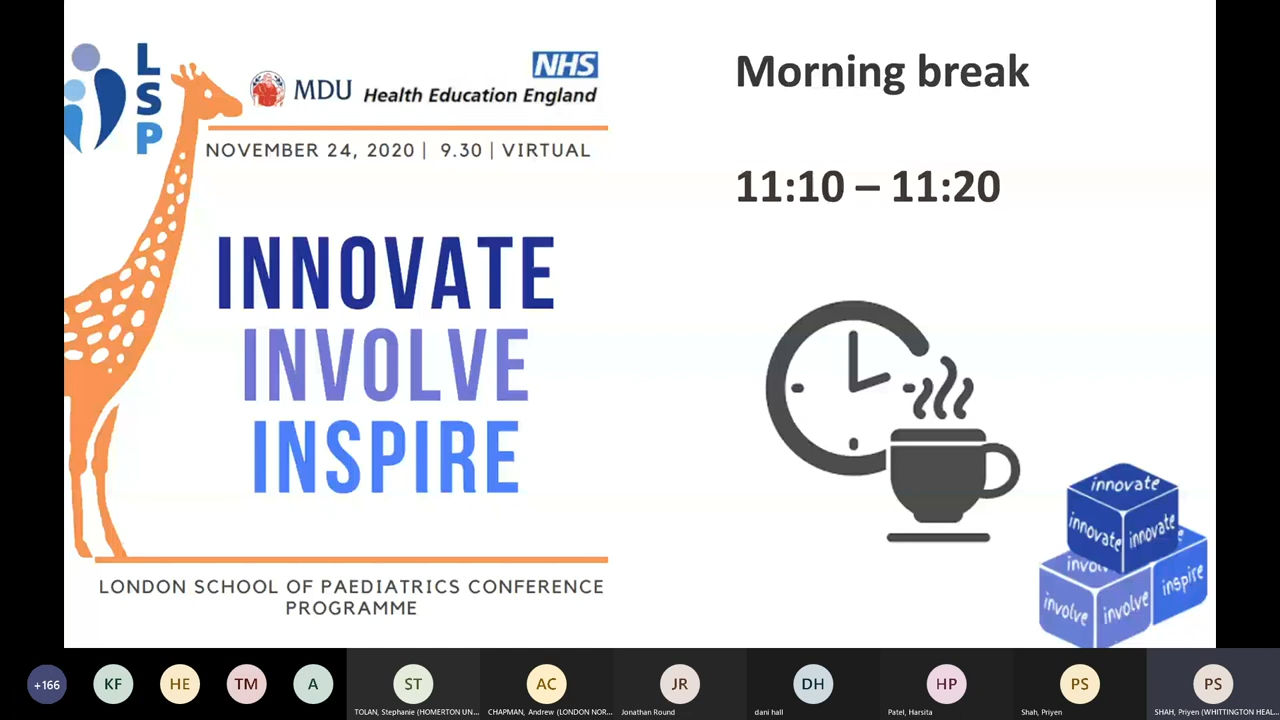 LSP
MDU
NHS
Health Education England
NOVEMBER 24, 2020 | 9.30 | VIRTUAL
INNOVATE
INVOLVE
INSPIRE
LONDON SCHOOL OF PAEDIATRICS CONFERENCE
PROGRAMME
Morning break
11:10 – 11:20
innovate
innovate innovate
involve
involve involve inspire
+166 KF HE TM A ST AC JR DH HP PS PS
TOLAN, Stephanie (HOMERTON UN... CHAPMAN, Andrew (LONDON NOR... Jonathan Round dani hall Patel, Harsita Shah, Priyen SHAH, Priyen (WHITTINGTON HEAL...